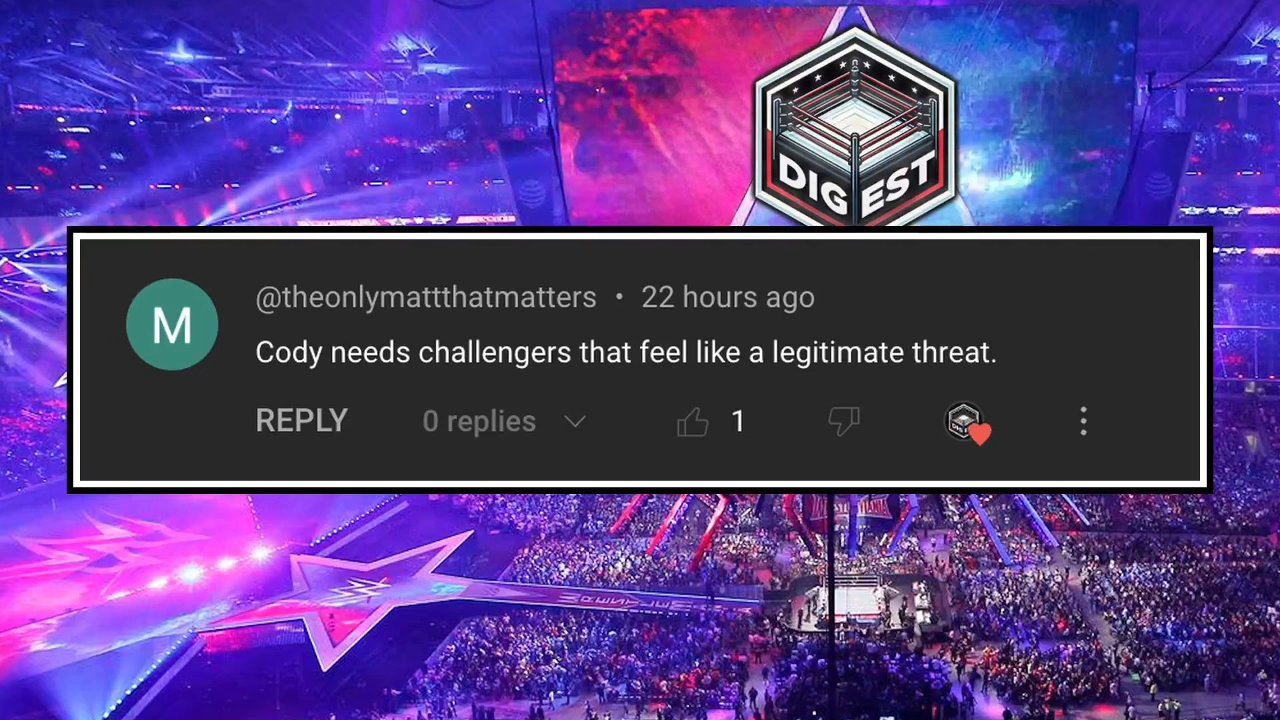 DIGEST
@theonlymattthatmatters • 22 hours ago
M
Cody needs challengers that feel like a legitimate threat.
REPLY
0 replies
1